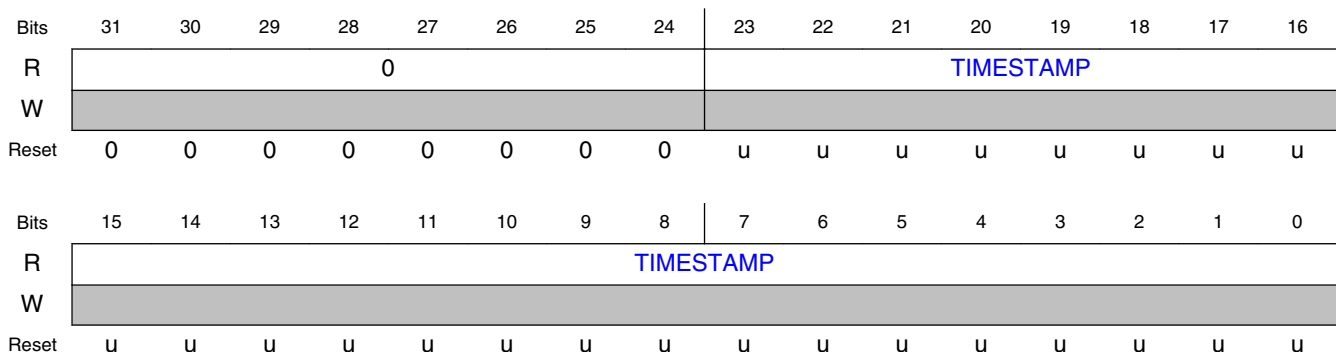 Bits 31 30 29 28 27 26 25 24 23 22 21 20 19 18 17 16
R 0 TIMESTAMP
W
Reset 0 0 0 0 0 0 0 0 u u u u u u u u
Bits 15 14 13 12 11 10 9 8 7 6 5 4 3 2 1 0
R TIMESTAMP
W
Reset u u u u u u u u u u u u u u u u